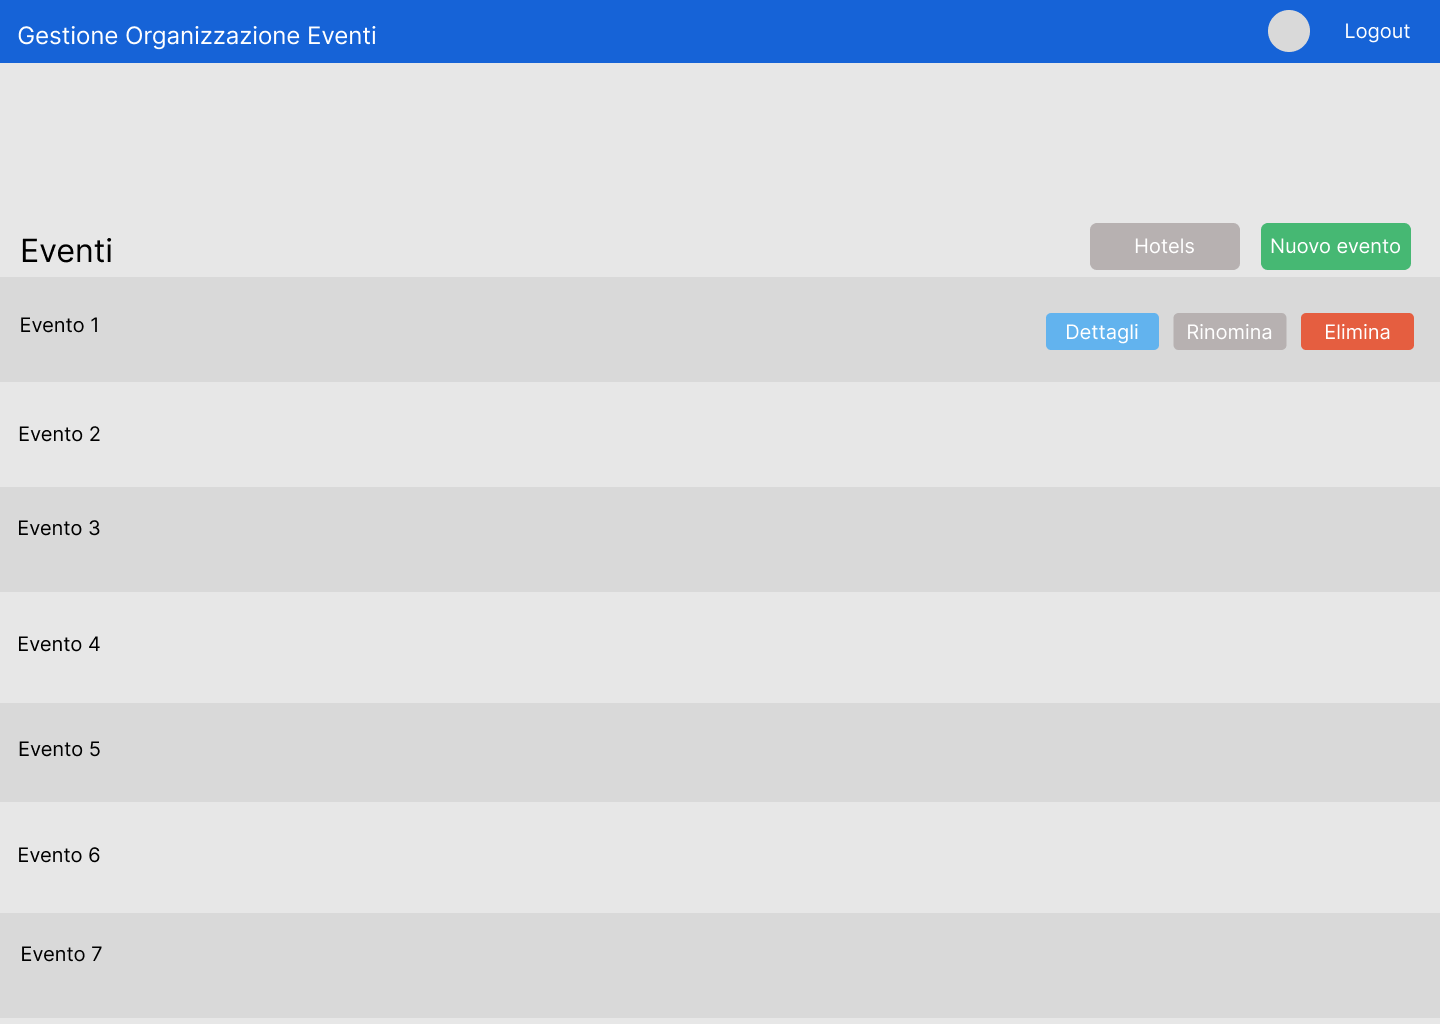 Gestione Organizzazione Eventi
Logout
Eventi
Hotels
Nuovo evento
Evento 1
Dettagli
Rinomina
Elimina
Evento 2
Evento 3
Evento 4
Evento 5
Evento 6
Evento 7